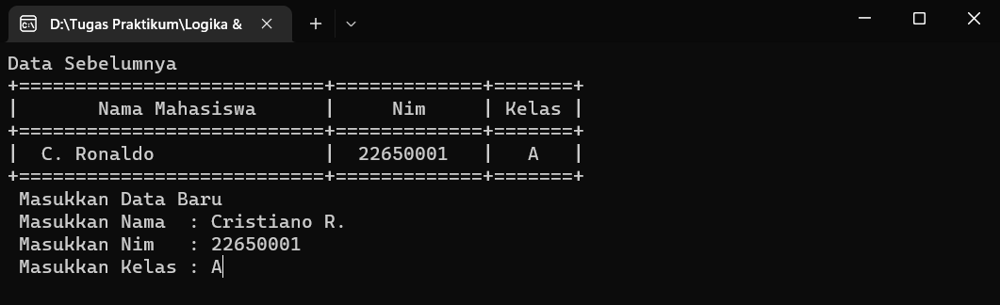 D:\Tugas Praktikum\Logika &
Data Sebelumnya
+===========================+=============+=======+
|       Nama Mahasiswa      |     Nim     | Kelas |
+===========================+=============+=======+
|  C. Ronaldo               |  22650001   |   A   |
+===========================+=============+=======+
Masukkan Data Baru
Masukkan Nama  : Cristiano R.
Masukkan Nim   : 22650001
Masukkan Kelas : A